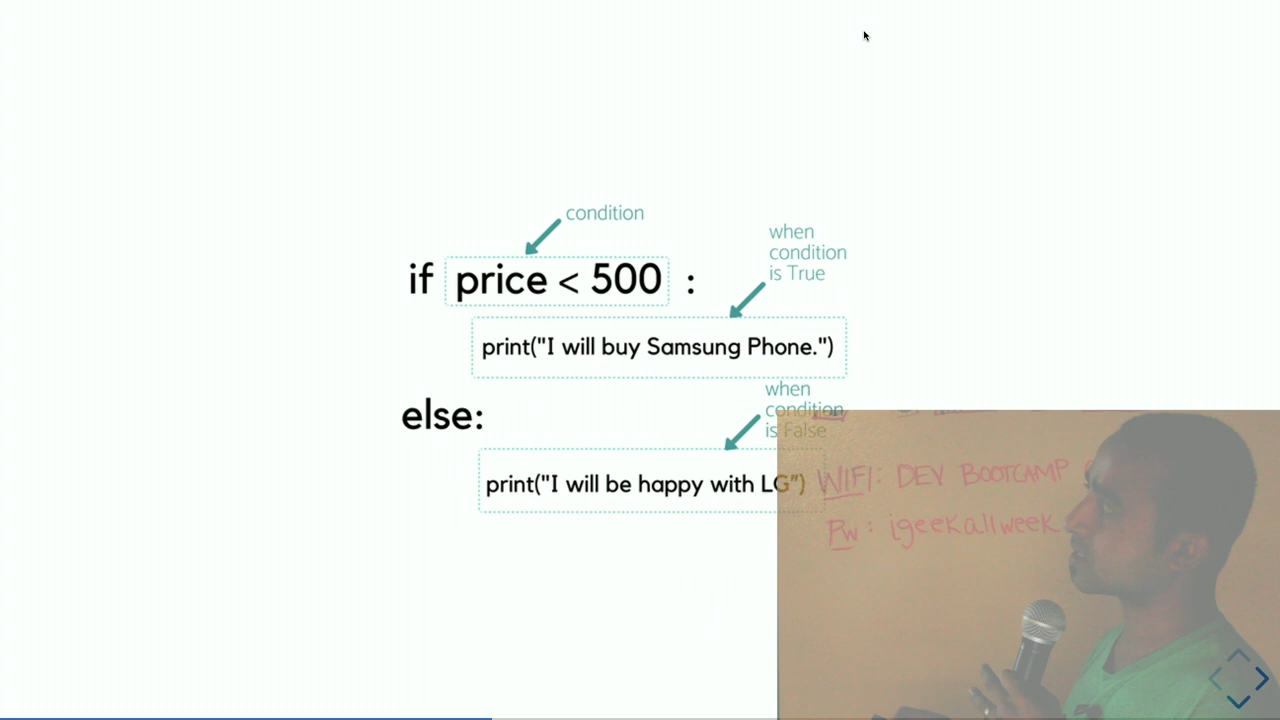 condition
when
condition
is True
if price < 500 :
print("I will buy Samsung Phone.")
when
condition
is False
else:
print("I will be happy with LG")
WIFI: DEV BOOTCAMP
Pw: igeekallweek